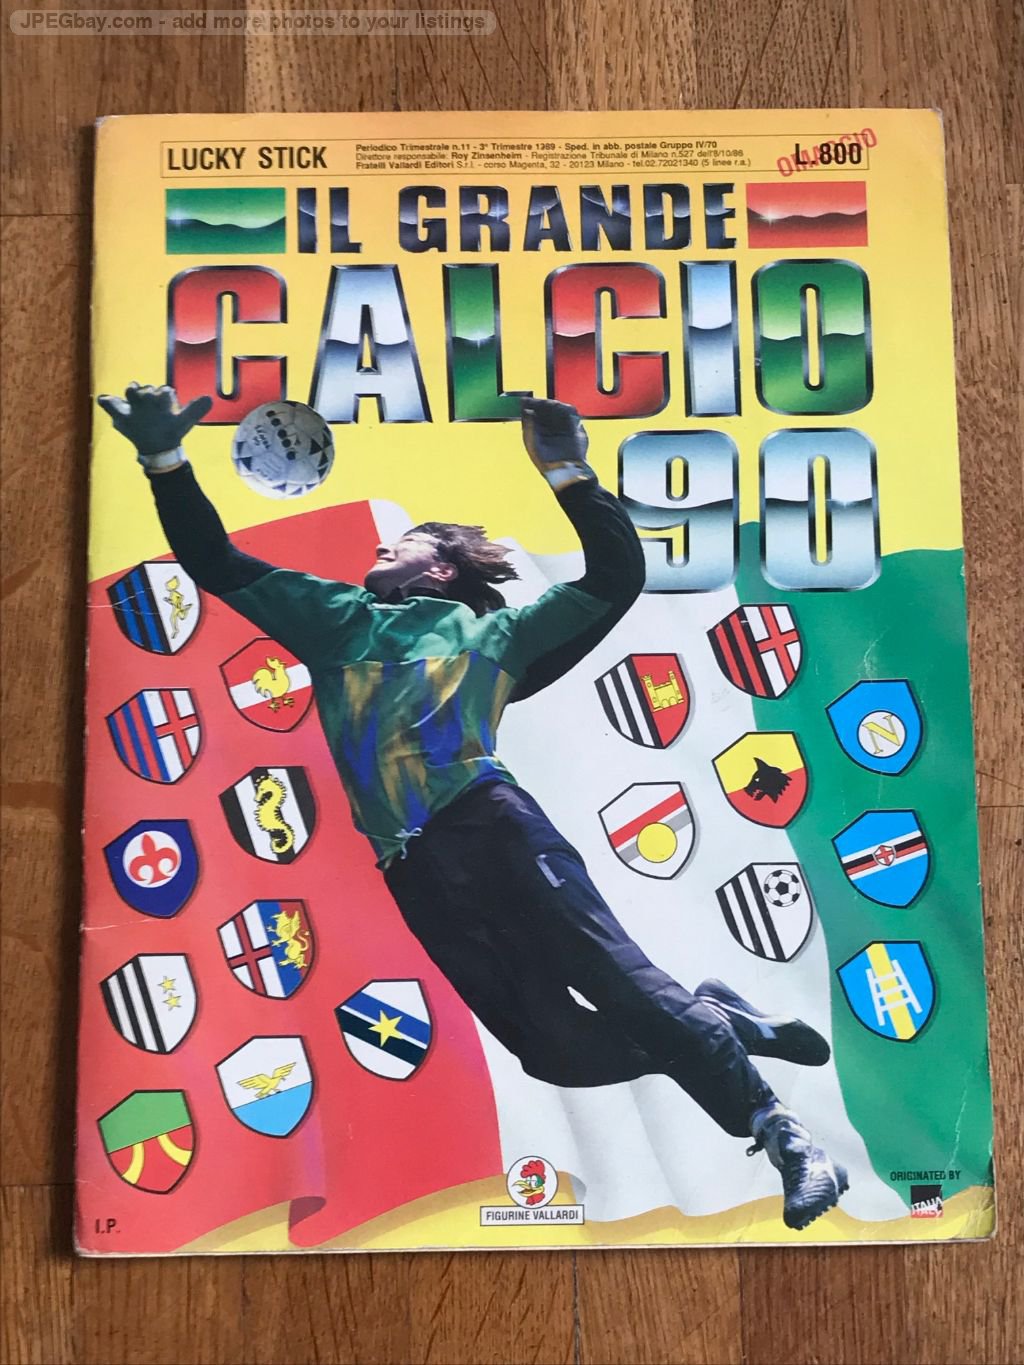 JPEGbay.com - add more photos to your listings
LUCKY STICK
Periodico Trimestrale n.11 - 3° Trimestre 1989 - Sped. in abb. postale Gruppo IV/70
Direttore responsabile: Roy Zinsenheim - Registrazione Tribunale di Milano n.527 dell'8/10/86
Fratelli Vallardi Editori S.r.l. - corso Magenta, 32 - 20123 Milano - tel.02.72021340 (5 linee r.a.)
OMAGGIO
L.800
IL GRANDE
CALCIO
90
N
FIGURINE VALLARDI
I.P.
ORIGINATED BY
ITALIA